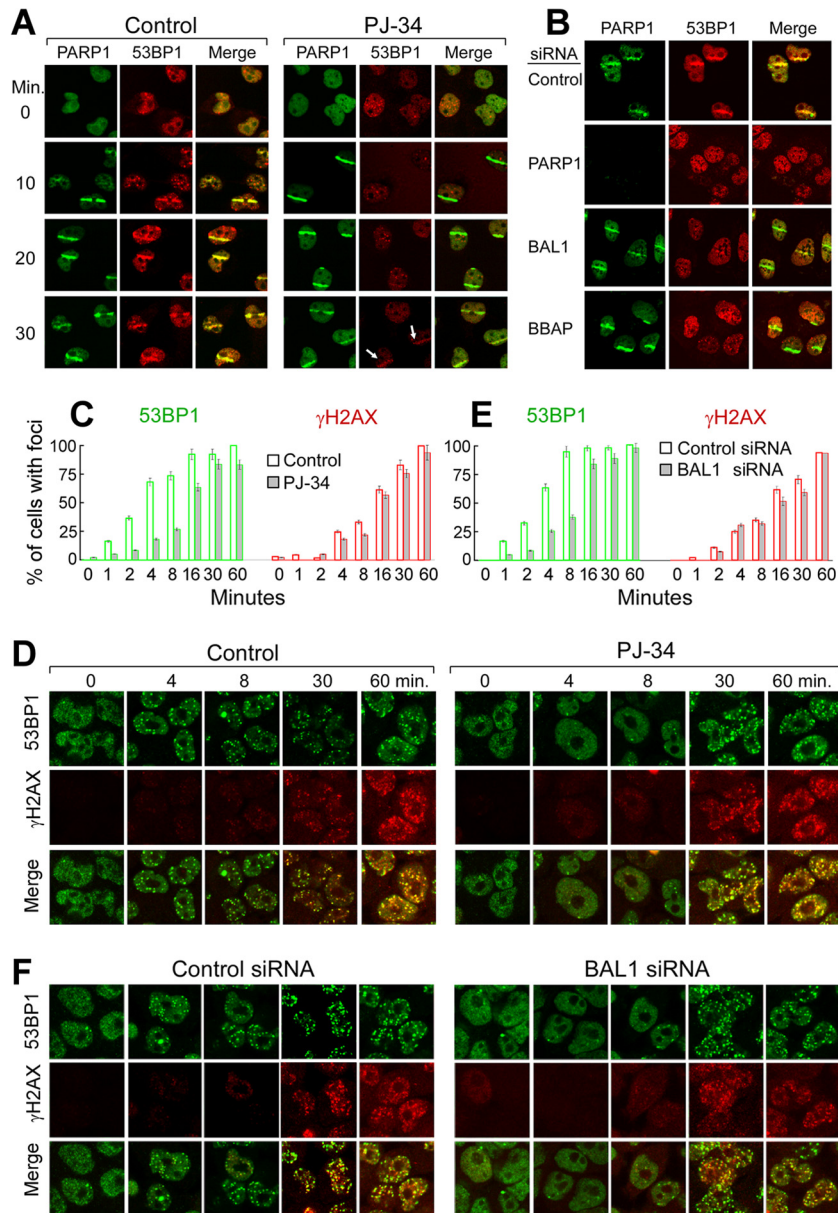 A
Control
PJ-34
PARP1 53BP1 Merge
PARP1 53BP1 Merge
Min.
0
10
20
30
B
PARP1 53BP1 Merge
siRNA
Control
PARP1
BAL1
BBAP
C
53BP1
γH2AX
% of cells with foci
100
75
50
25
Control
PJ-34
0 1 2 4 8 16 30 60
0 1 2 4 8 16 30 60
Minutes
E
53BP1
γH2AX
100
75
50
25
Control siRNA
BAL1 siRNA
0 1 2 4 8 16 30 60
0 1 2 4 8 16 30 60
Minutes
D
Control
PJ-34
0 4 8 30 60 min.
0 4 8 30 60 min.
53BP1
γH2AX
Merge
F
Control siRNA
BAL1 siRNA
53BP1
γH2AX
Merge